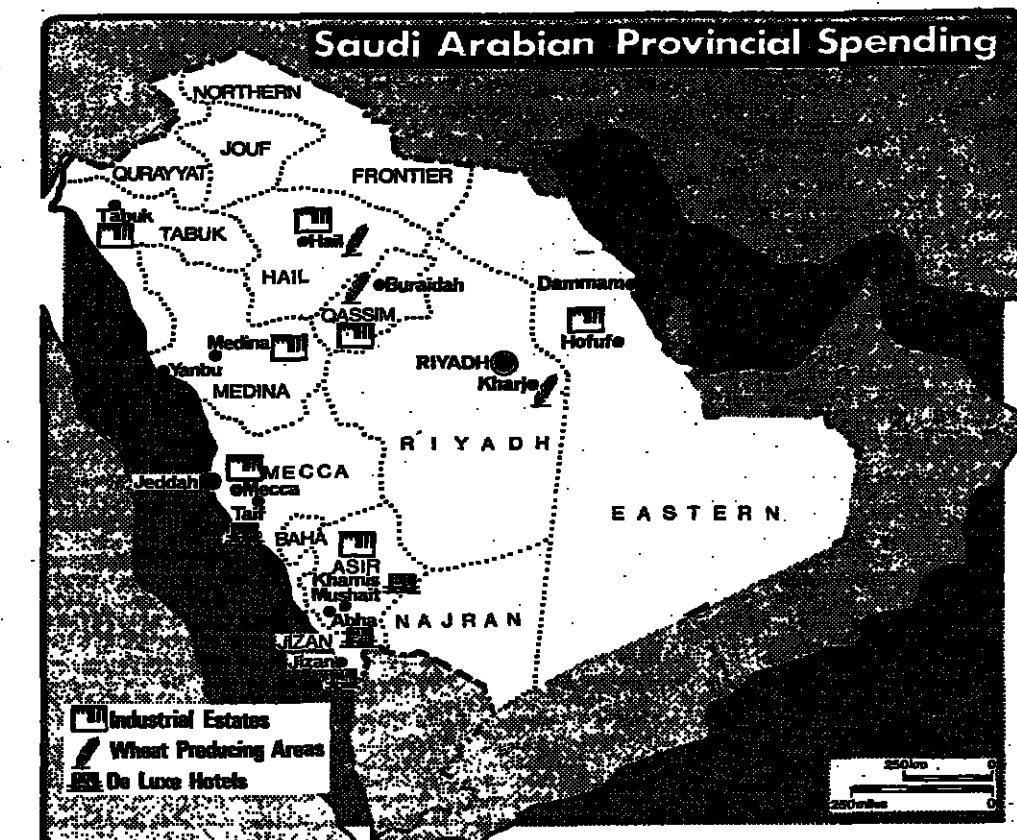 Saudi Arabian Provincial Spending
NORTHERN
JOUF
QURAYYAT
FRONTIER
Tabuk
TABUK
Hail
HAIL
Buraidah
Dammam
QASSIM
Hofuf
Medina
RIYADH
Yanbu
Kharj
MEDINA
RIYADH
MECCA
Jeddah
Mecca
Taif
EASTERN
BAHA
ASIR
Khamis
Mushait
Abha
NAJRAN
JIZAN
Jizan
Industrial Estates
Wheat Producing Areas
De Luxe Hotels
250km 0
250miles 0